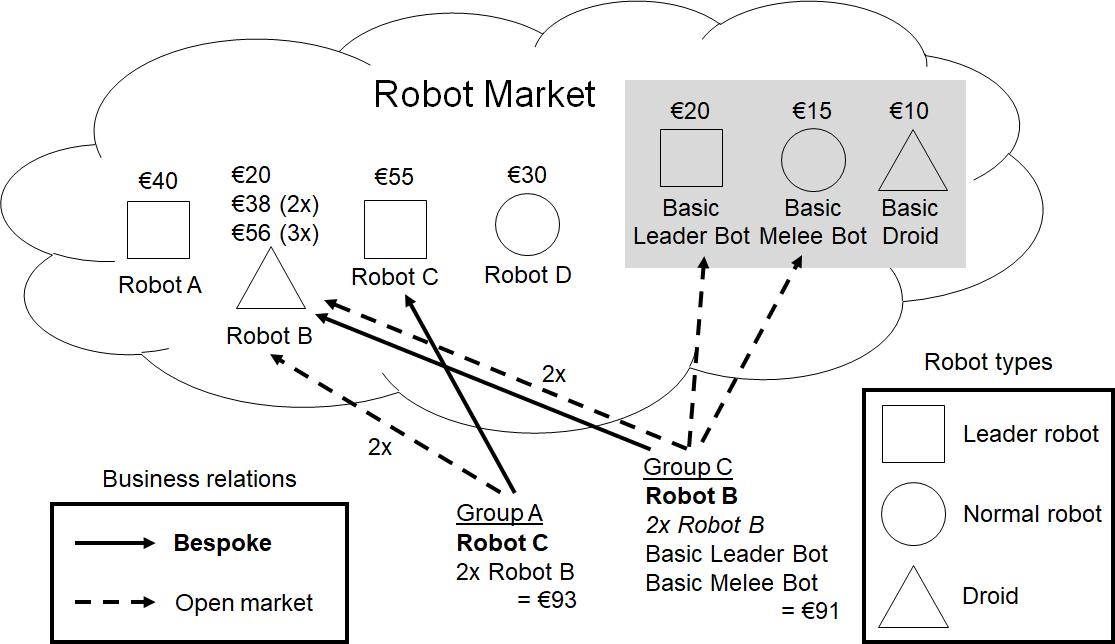 Robot Market
€20
€15
€10
Basic
Leader Bot
Basic
Melee Bot
Basic
Droid
€40
Robot A
€20
€38 (2x)
€56 (3x)
Robot B
€55
Robot C
€30
Robot D
2x
2x
Business relations
Bespoke
Open market
Group A
Robot C
2x Robot B
= €93
Group C
Robot B
2x Robot B
Basic Leader Bot
Basic Melee Bot
= €91
Robot types
Leader robot
Normal robot
Droid